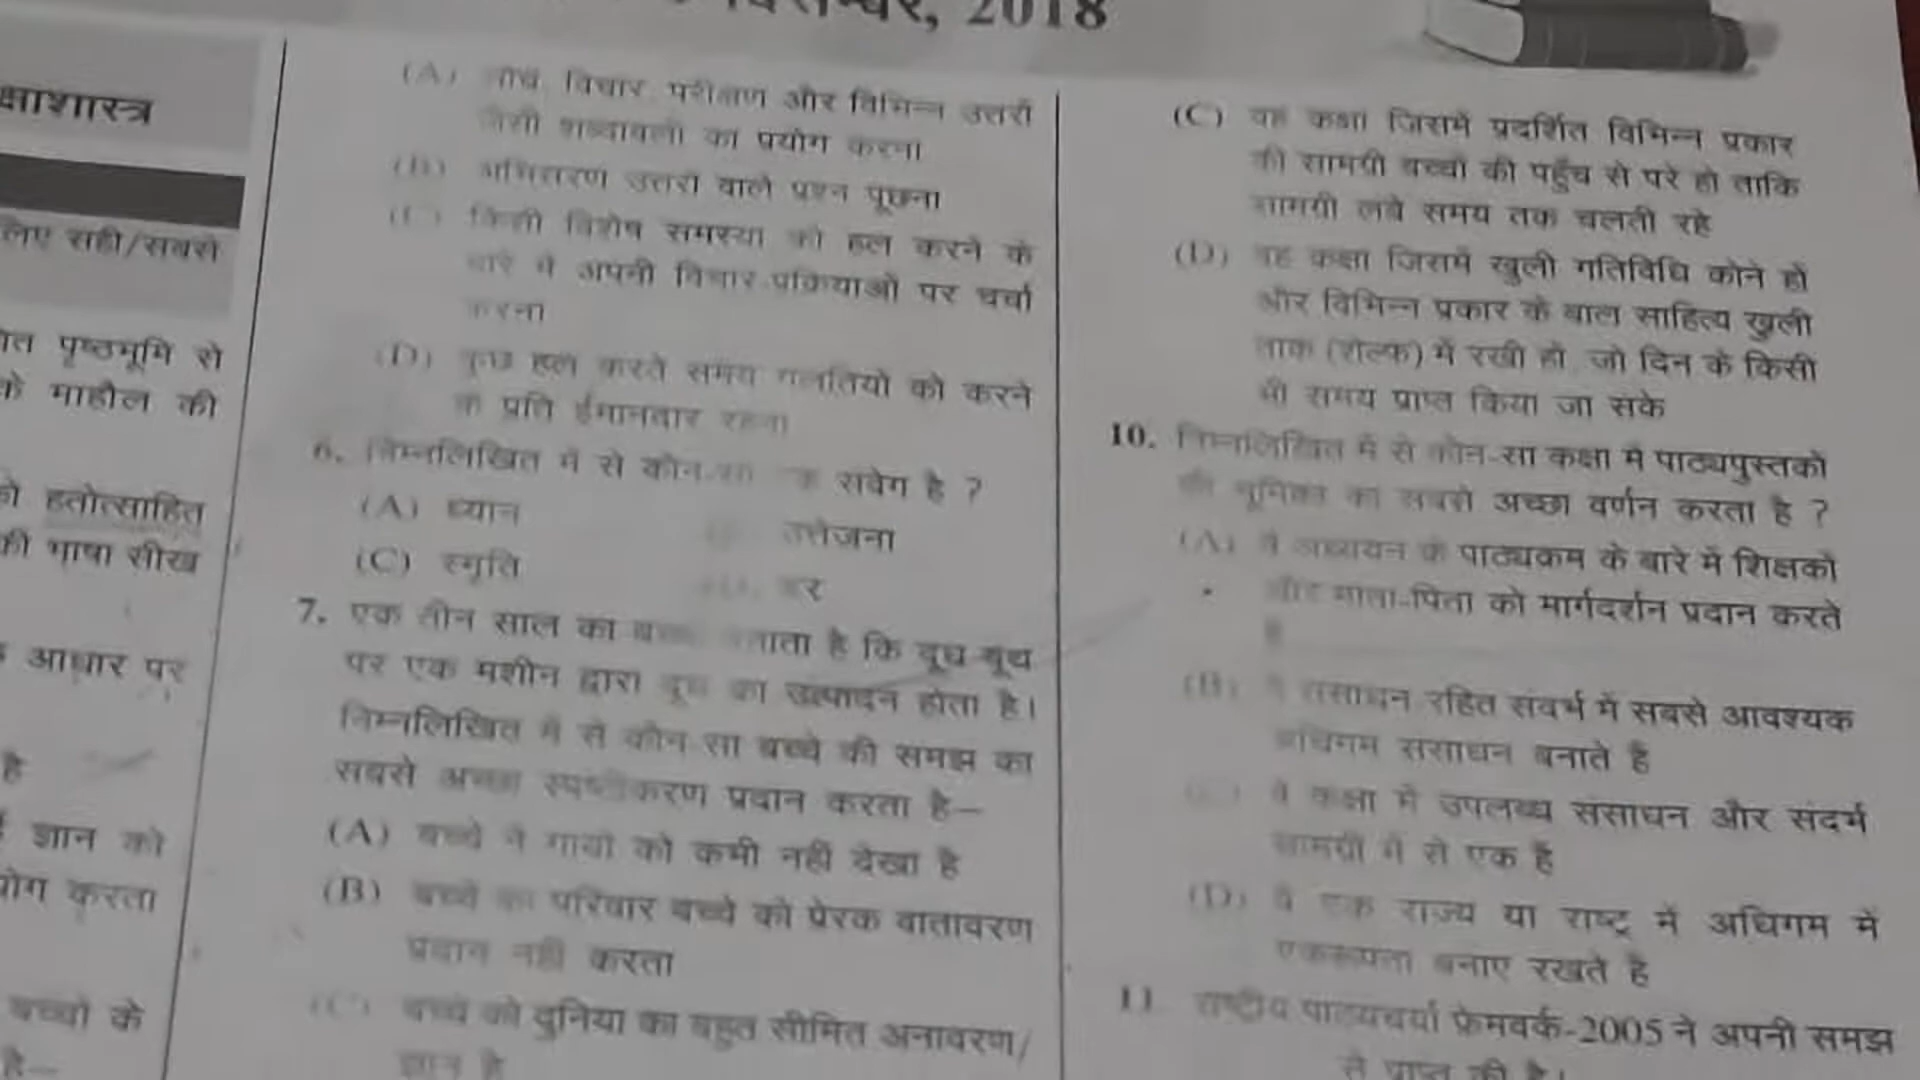 2018
क्षाशास्त्र
लिए सही/सबसे
पृष्ठभूमि से
के माहौल की
हतोत्साहित
की भाषा सीख
आधार पर
है
ज्ञान को
करता
बच्चों के
है—
(A) विचार परीक्षण और विभिन्न उत्तरों
जैसी शब्दावली का प्रयोग करना
(B) अभिसरण उत्तरों वाले प्रश्न पूछना
(C) किसी विशेष समस्या को हल करने के
बारे में अपनी विचार प्रक्रियाओं पर चर्चा
करना
(D) कुछ हल करते समय गलतियों को करने
के प्रति ईमानदार रहना
6. निम्नलिखित में से कौन-सा एक संवेग है ?
(A) ध्यान
उत्तेजना
(C) स्मृति
(D) डर
7. एक तीन साल का बच्चा बताता है कि दूध बूथ
पर एक मशीन द्वारा दूध का उत्पादन होता है।
निम्नलिखित में से कौन सा बच्चे की समझ का
सबसे अच्छा स्पष्टीकरण प्रदान करता है—
(A) बच्चे ने गायों को कभी नहीं देखा है
(B) बच्चे का परिवार बच्चे को प्रेरक वातावरण
प्रदान नहीं करता
(C) बच्चे को दुनिया का बहुत सीमित अनावरण/
ज्ञान है
(C) वह कक्षा जिसमें प्रदर्शित विभिन्न प्रकार
की सामग्री बच्चों की पहुँच से परे हो ताकि
सामग्री लंबे समय तक चलती रहे
(D) वह कक्षा जिसमें खुली गतिविधि कोने हों
और विभिन्न प्रकार के बाल साहित्य खुली
ताक (शेल्फ) में रखी हों जो दिन के किसी
भी समय प्राप्त किया जा सके
10. निम्नलिखित में से कौन-सा कक्षा में पाठ्यपुस्तकों
की भूमिका का सबसे अच्छा वर्णन करता है ?
(A) वे अध्ययन के पाठ्यक्रम के बारे में शिक्षकों
और माता-पिता को मार्गदर्शन प्रदान करते
हैं
(B) वे संसाधन रहित संदर्भ में सबसे आवश्यक
अधिगम संसाधन बनाते हैं
(C) वे कक्षा में उपलब्ध संसाधन और संदर्भ
सामग्री में से एक हैं
(D) वे एक राज्य या राष्ट्र में अधिगम में
एकरूपता बनाए रखते हैं
11. राष्ट्रीय पाठ्यचर्या फ्रेमवर्क-2005 ने अपनी समझ
से प्राप्त की है।